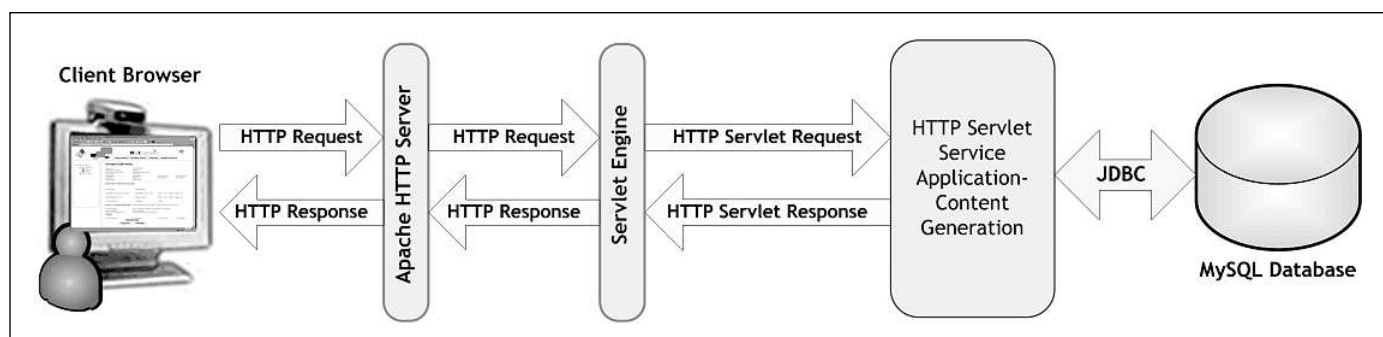 Client Browser
HTTP Request
HTTP Response
Apache HTTP Server
HTTP Request
HTTP Response
Servlet Engine
HTTP Servlet Request
HTTP Servlet Response
HTTP Servlet
Service
Application-
Content
Generation
JDBC
MySQL Database